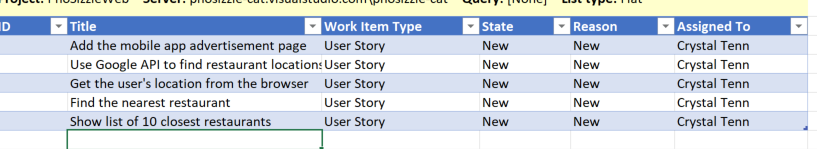 Project: PhoSizzleWeb Server: phosizzle-cat.visualstudio.com\phosizzle-cat Query: [None] List type: Flat
ID Title Work Item Type State Reason Assigned To
Add the mobile app advertisement page User Story New New Crystal Tenn
Use Google API to find restaurant locations User Story New New Crystal Tenn
Get the user's location from the browser User Story New New Crystal Tenn
Find the nearest restaurant User Story New New Crystal Tenn
Show list of 10 closest restaurants User Story New New Crystal Tenn